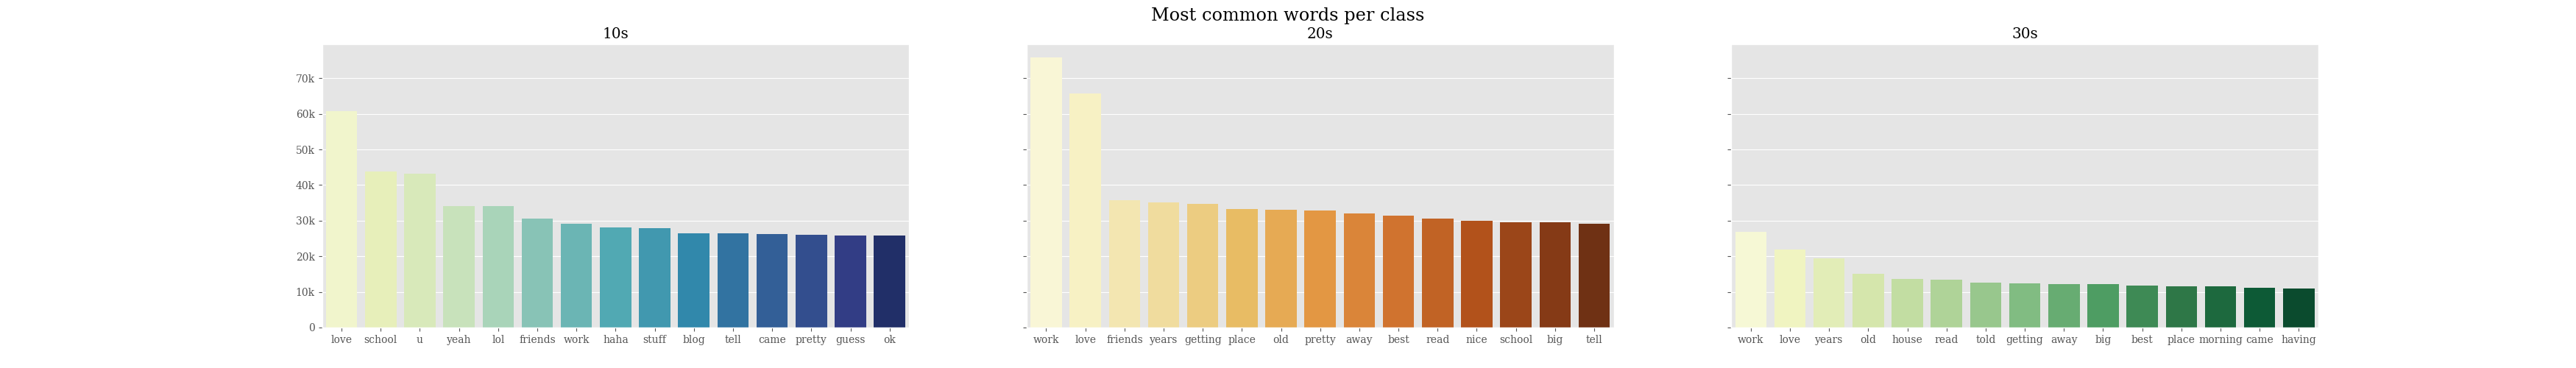 Most common words per class
10s
20s
30s
70k
60k
50k
40k
30k
20k
10k
0
love school u yeah lol friends work haha stuff blog tell came pretty guess ok
work love friends years getting place old pretty away best read nice school big tell
work love years old house read told getting away big best place morning came having